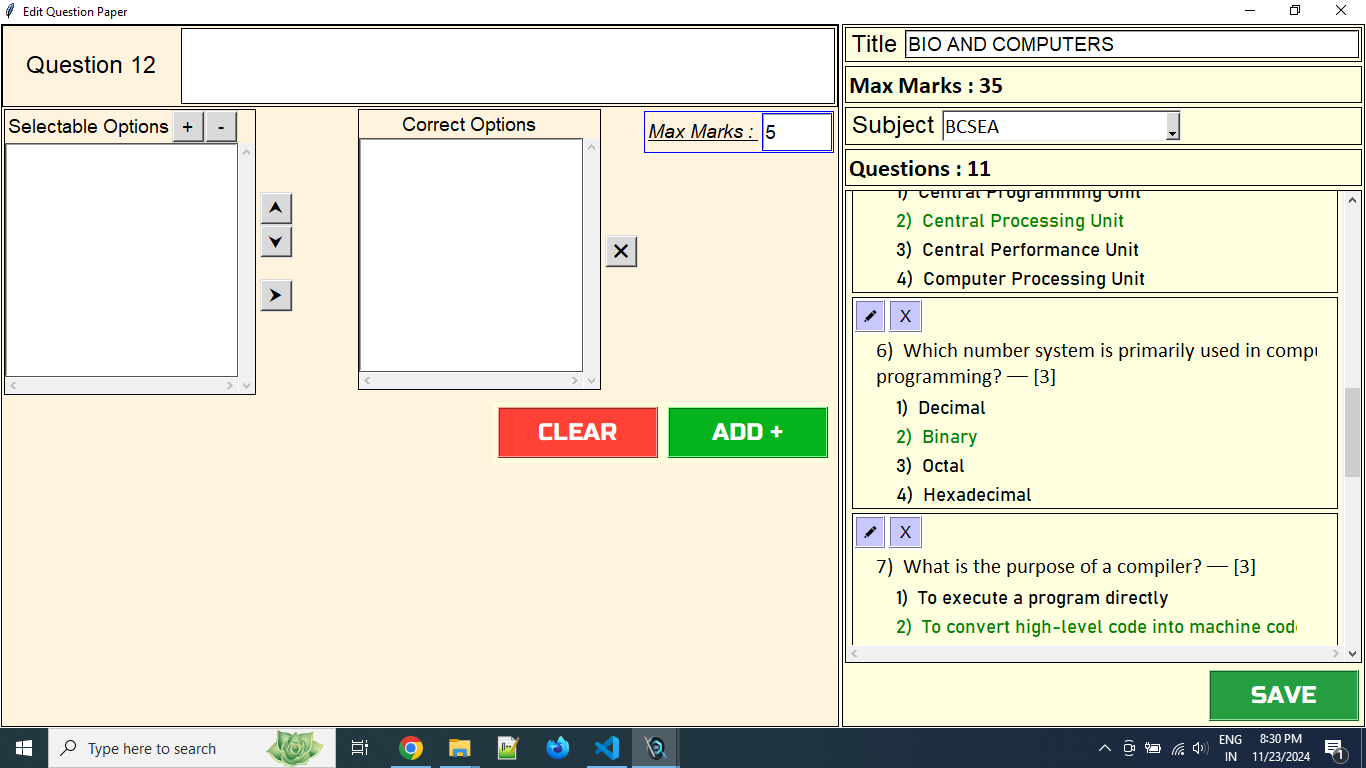 Edit Question Paper
Question 12
Selectable Options + -
Correct Options
Max Marks : 5
X
CLEAR
ADD +
Title BIO AND COMPUTERS
Max Marks : 35
Subject BCSEA
Questions : 11
1) Central Programming Unit
2) Central Processing Unit
3) Central Performance Unit
4) Computer Processing Unit
X
6) Which number system is primarily used in compu
programming? — [3]
1) Decimal
2) Binary
3) Octal
4) Hexadecimal
X
7) What is the purpose of a compiler? — [3]
1) To execute a program directly
2) To convert high-level code into machine code
SAVE
Type here to search
ENG
IN
8:30 PM
11/23/2024
1